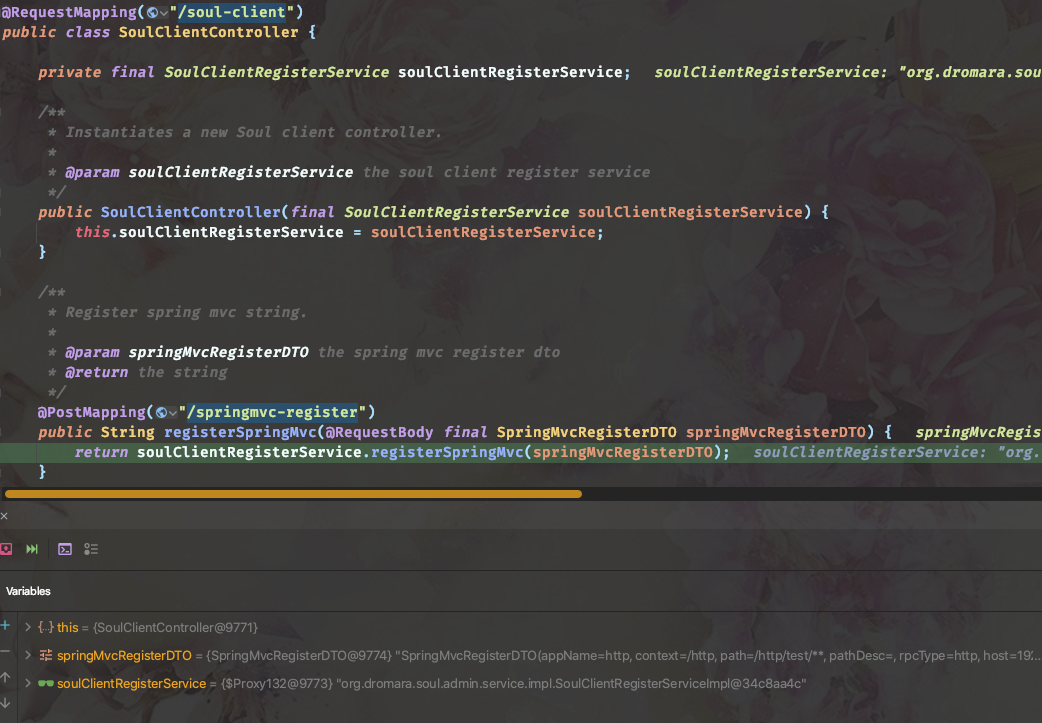 @RequestMapping("/soul-client")
public class SoulClientController {
private final SoulClientRegisterService soulClientRegisterService;   soulClientRegisterService: "org.dromara.sou
/**
* Instantiates a new Soul client controller.
*
* @param soulClientRegisterService the soul client register service
*/
public SoulClientController(final SoulClientRegisterService soulClientRegisterService) {
this.soulClientRegisterService = soulClientRegisterService;
}
/**
* Register spring mvc string.
*
* @param springMvcRegisterDTO the spring mvc register dto
* @return the string
*/
@PostMapping("/springmvc-register")
public String registerSpringMvc(@RequestBody final SpringMvcRegisterDTO springMvcRegisterDTO) {   springMvcRegis
return soulClientRegisterService.registerSpringMvc(springMvcRegisterDTO);   soulClientRegisterService: "org.
}
Variables
this = {SoulClientController@9771}
springMvcRegisterDTO = {SpringMvcRegisterDTO@9774} "SpringMvcRegisterDTO(appName=http, context=/http, path=/http/test/**, pathDesc=, rpcType=http, host=19
soulClientRegisterService = {$Proxy132@9773} "org.dromara.soul.admin.service.impl.SoulClientRegisterServiceImpl@34c8aa4c"